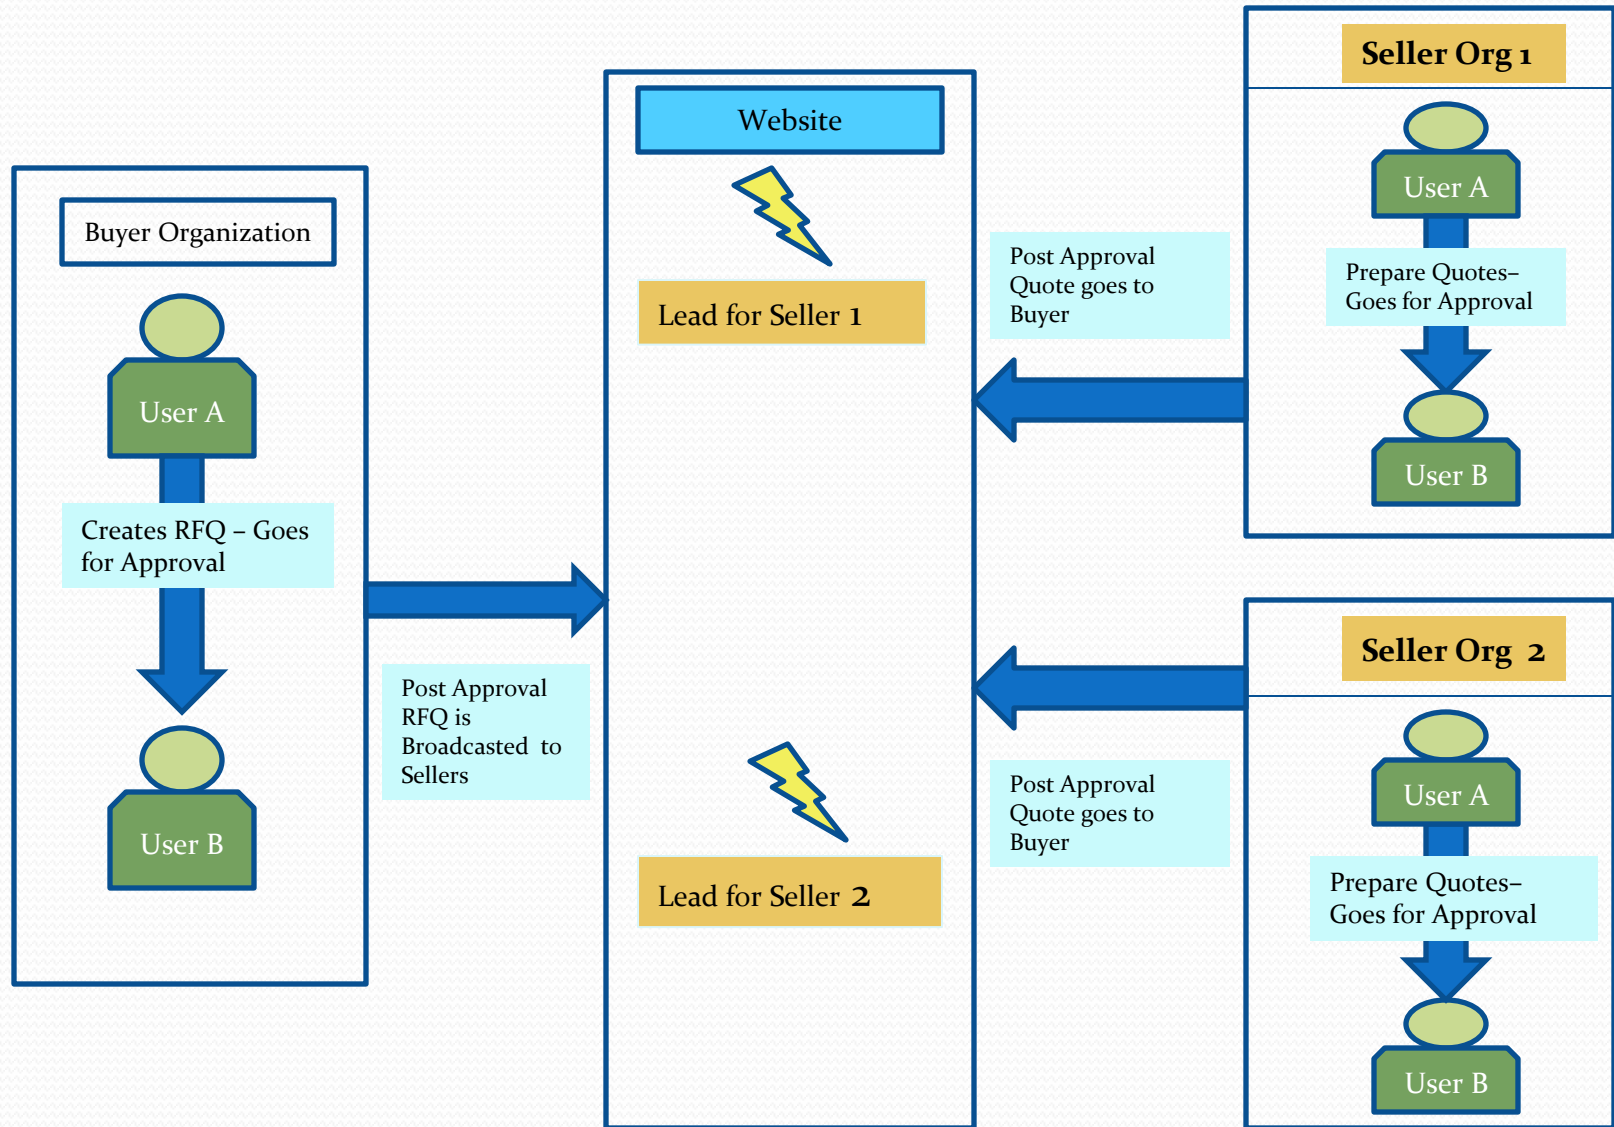 Buyer Organization
User A
Creates RFQ – Goes
for Approval
User B
Post Approval
RFQ is
Broadcasted to
Sellers
Website
Lead for Seller 1
Lead for Seller 2
Post Approval
Quote goes to
Buyer
Post Approval
Quote goes to
Buyer
Seller Org 1
User A
Prepare Quotes–
Goes for Approval
User B
Seller Org 2
User A
Prepare Quotes–
Goes for Approval
User B